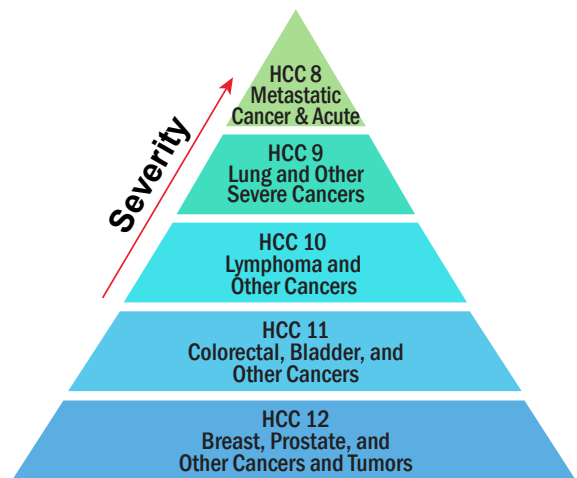 HCC 8
Metastatic
Cancer & Acute
Severity
HCC 9
Lung and Other
Severe Cancers
HCC 10
Lymphoma and
Other Cancers
HCC 11
Colorectal, Bladder, and
Other Cancers
HCC 12
Breast, Prostate, and
Other Cancers and Tumors